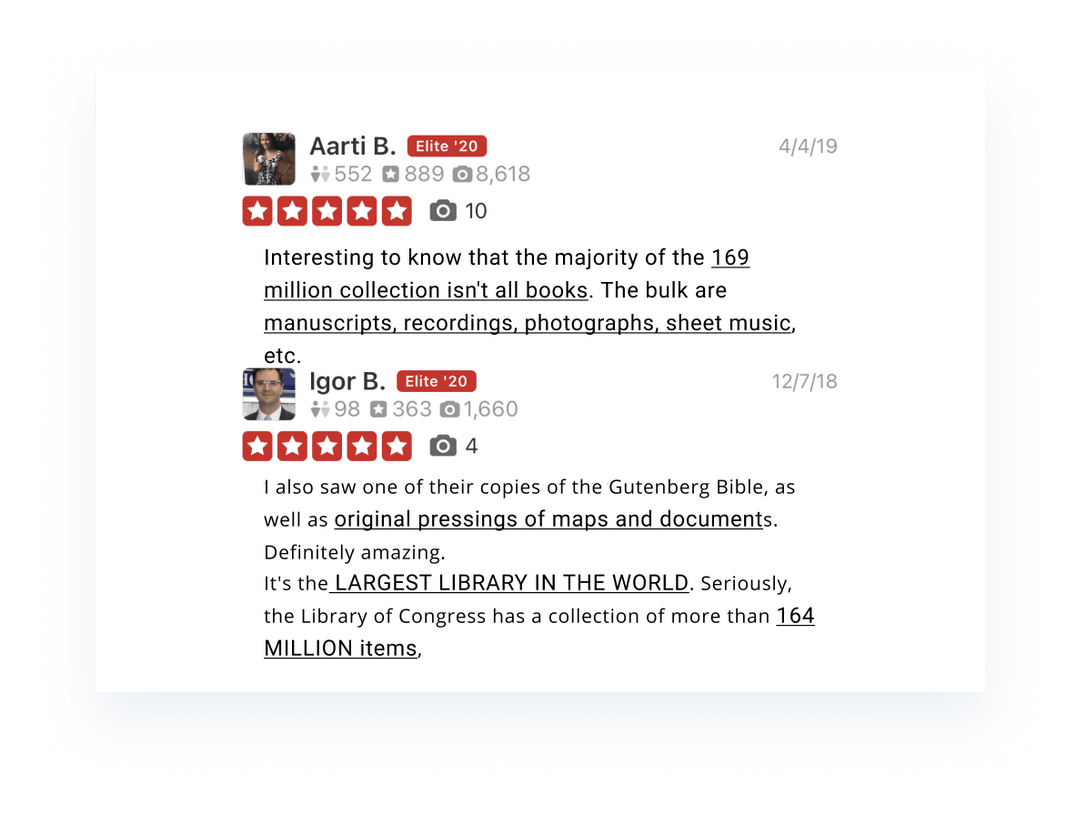 Aarti B. Elite '20 4/4/19
552 889 8,618
10
Interesting to know that the majority of the 169
million collection isn't all books. The bulk are
manuscripts, recordings, photographs, sheet music,
etc.
Igor B. Elite '20 12/7/18
98 363 1,660
4
I also saw one of their copies of the Gutenberg Bible, as
well as original pressings of maps and documents.
Definitely amazing.
It's the LARGEST LIBRARY IN THE WORLD. Seriously,
the Library of Congress has a collection of more than 164
MILLION items,